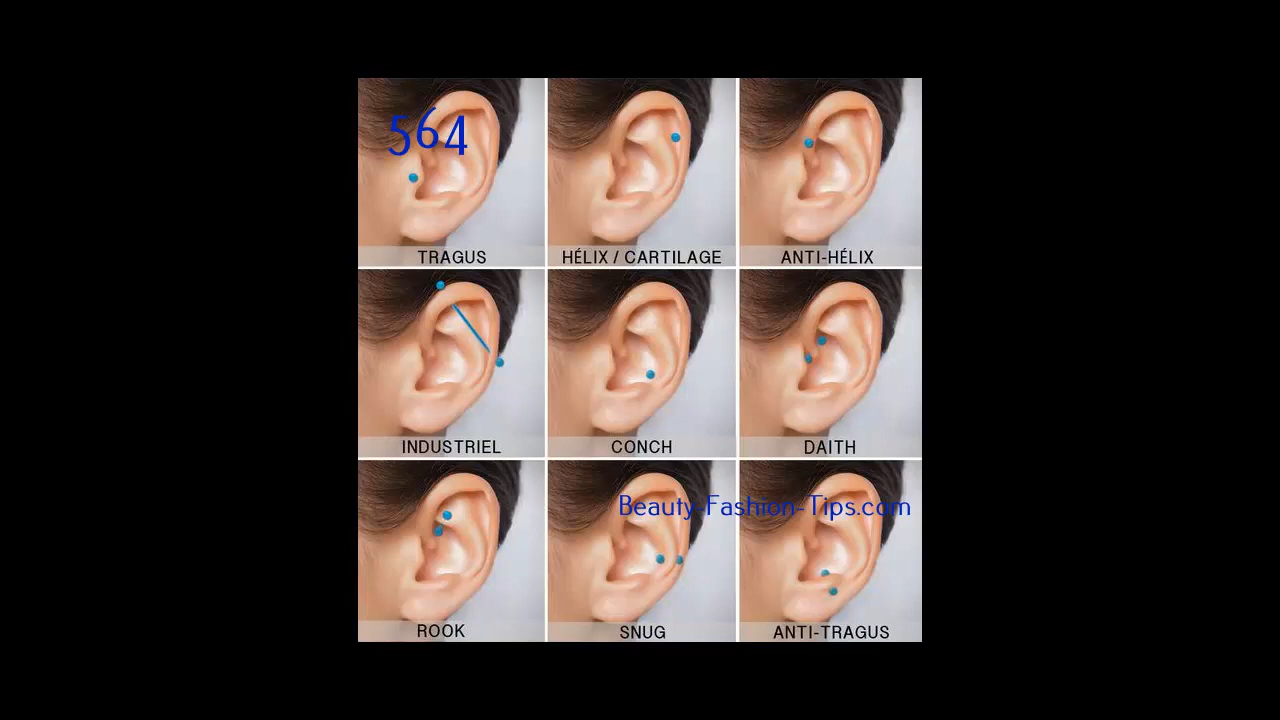 564
TRAGUS
HÉLIX / CARTILAGE
ANTI-HÉLIX
INDUSTRIEL
CONCH
DAITH
Beauty-Fashion-Tips.com
ROOK
SNUG
ANTI-TRAGUS